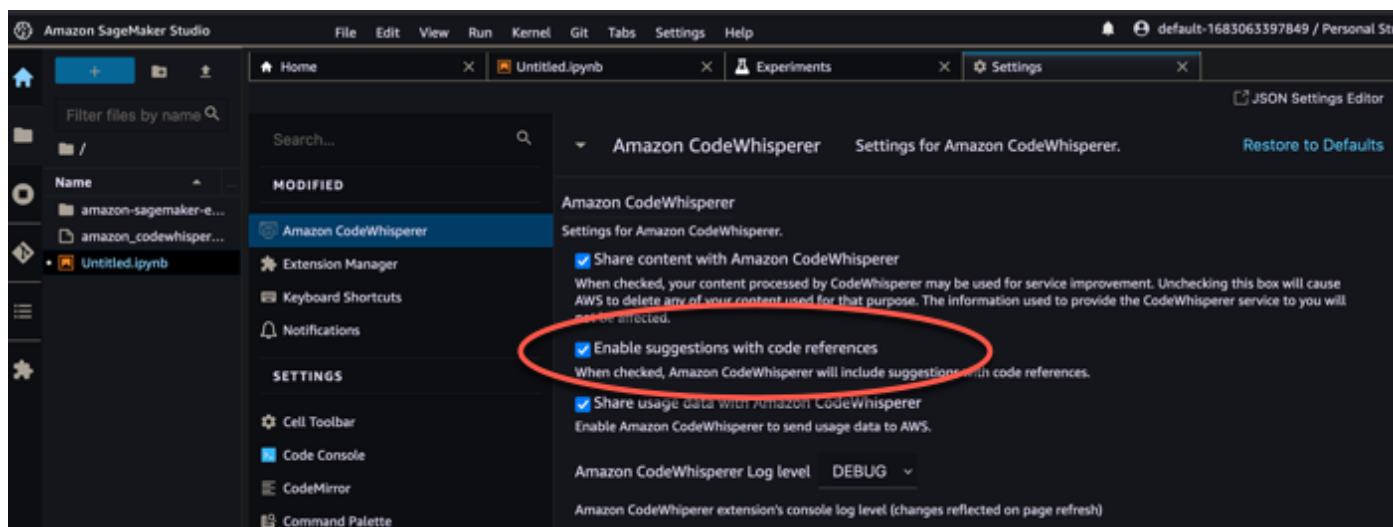 Amazon SageMaker Studio File Edit View Run Kernel Git Tabs Settings Help default-1683063397849 / Personal
Home Untitled.ipynb Experiments Settings
JSON Settings Editor
Filter files by name
/
Name
amazon-sagemaker-e...
amazon_codewhisper...
Untitled.ipynb
Search...
MODIFIED
Amazon CodeWhisperer
Extension Manager
Keyboard Shortcuts
Notifications
SETTINGS
Cell Toolbar
Code Console
CodeMirror
Command Palette
Amazon CodeWhisperer Settings for Amazon CodeWhisperer. Restore to Defaults
Amazon CodeWhisperer
Settings for Amazon CodeWhisperer.
Share content with Amazon CodeWhisperer
When checked, your content processed by CodeWhisperer may be used for service improvement. Unchecking this box will cause
AWS to delete any of your content used for that purpose. The information used to provide the CodeWhisperer service to you will
not be affected.
Enable suggestions with code references
When checked, Amazon CodeWhisperer will include suggestions with code references.
Share usage data with Amazon CodeWhisperer
Enable Amazon CodeWhisperer to send usage data to AWS.
Amazon CodeWhisperer Log level DEBUG
Amazon CodeWhiperer extension's console log level (changes reflected on page refresh)